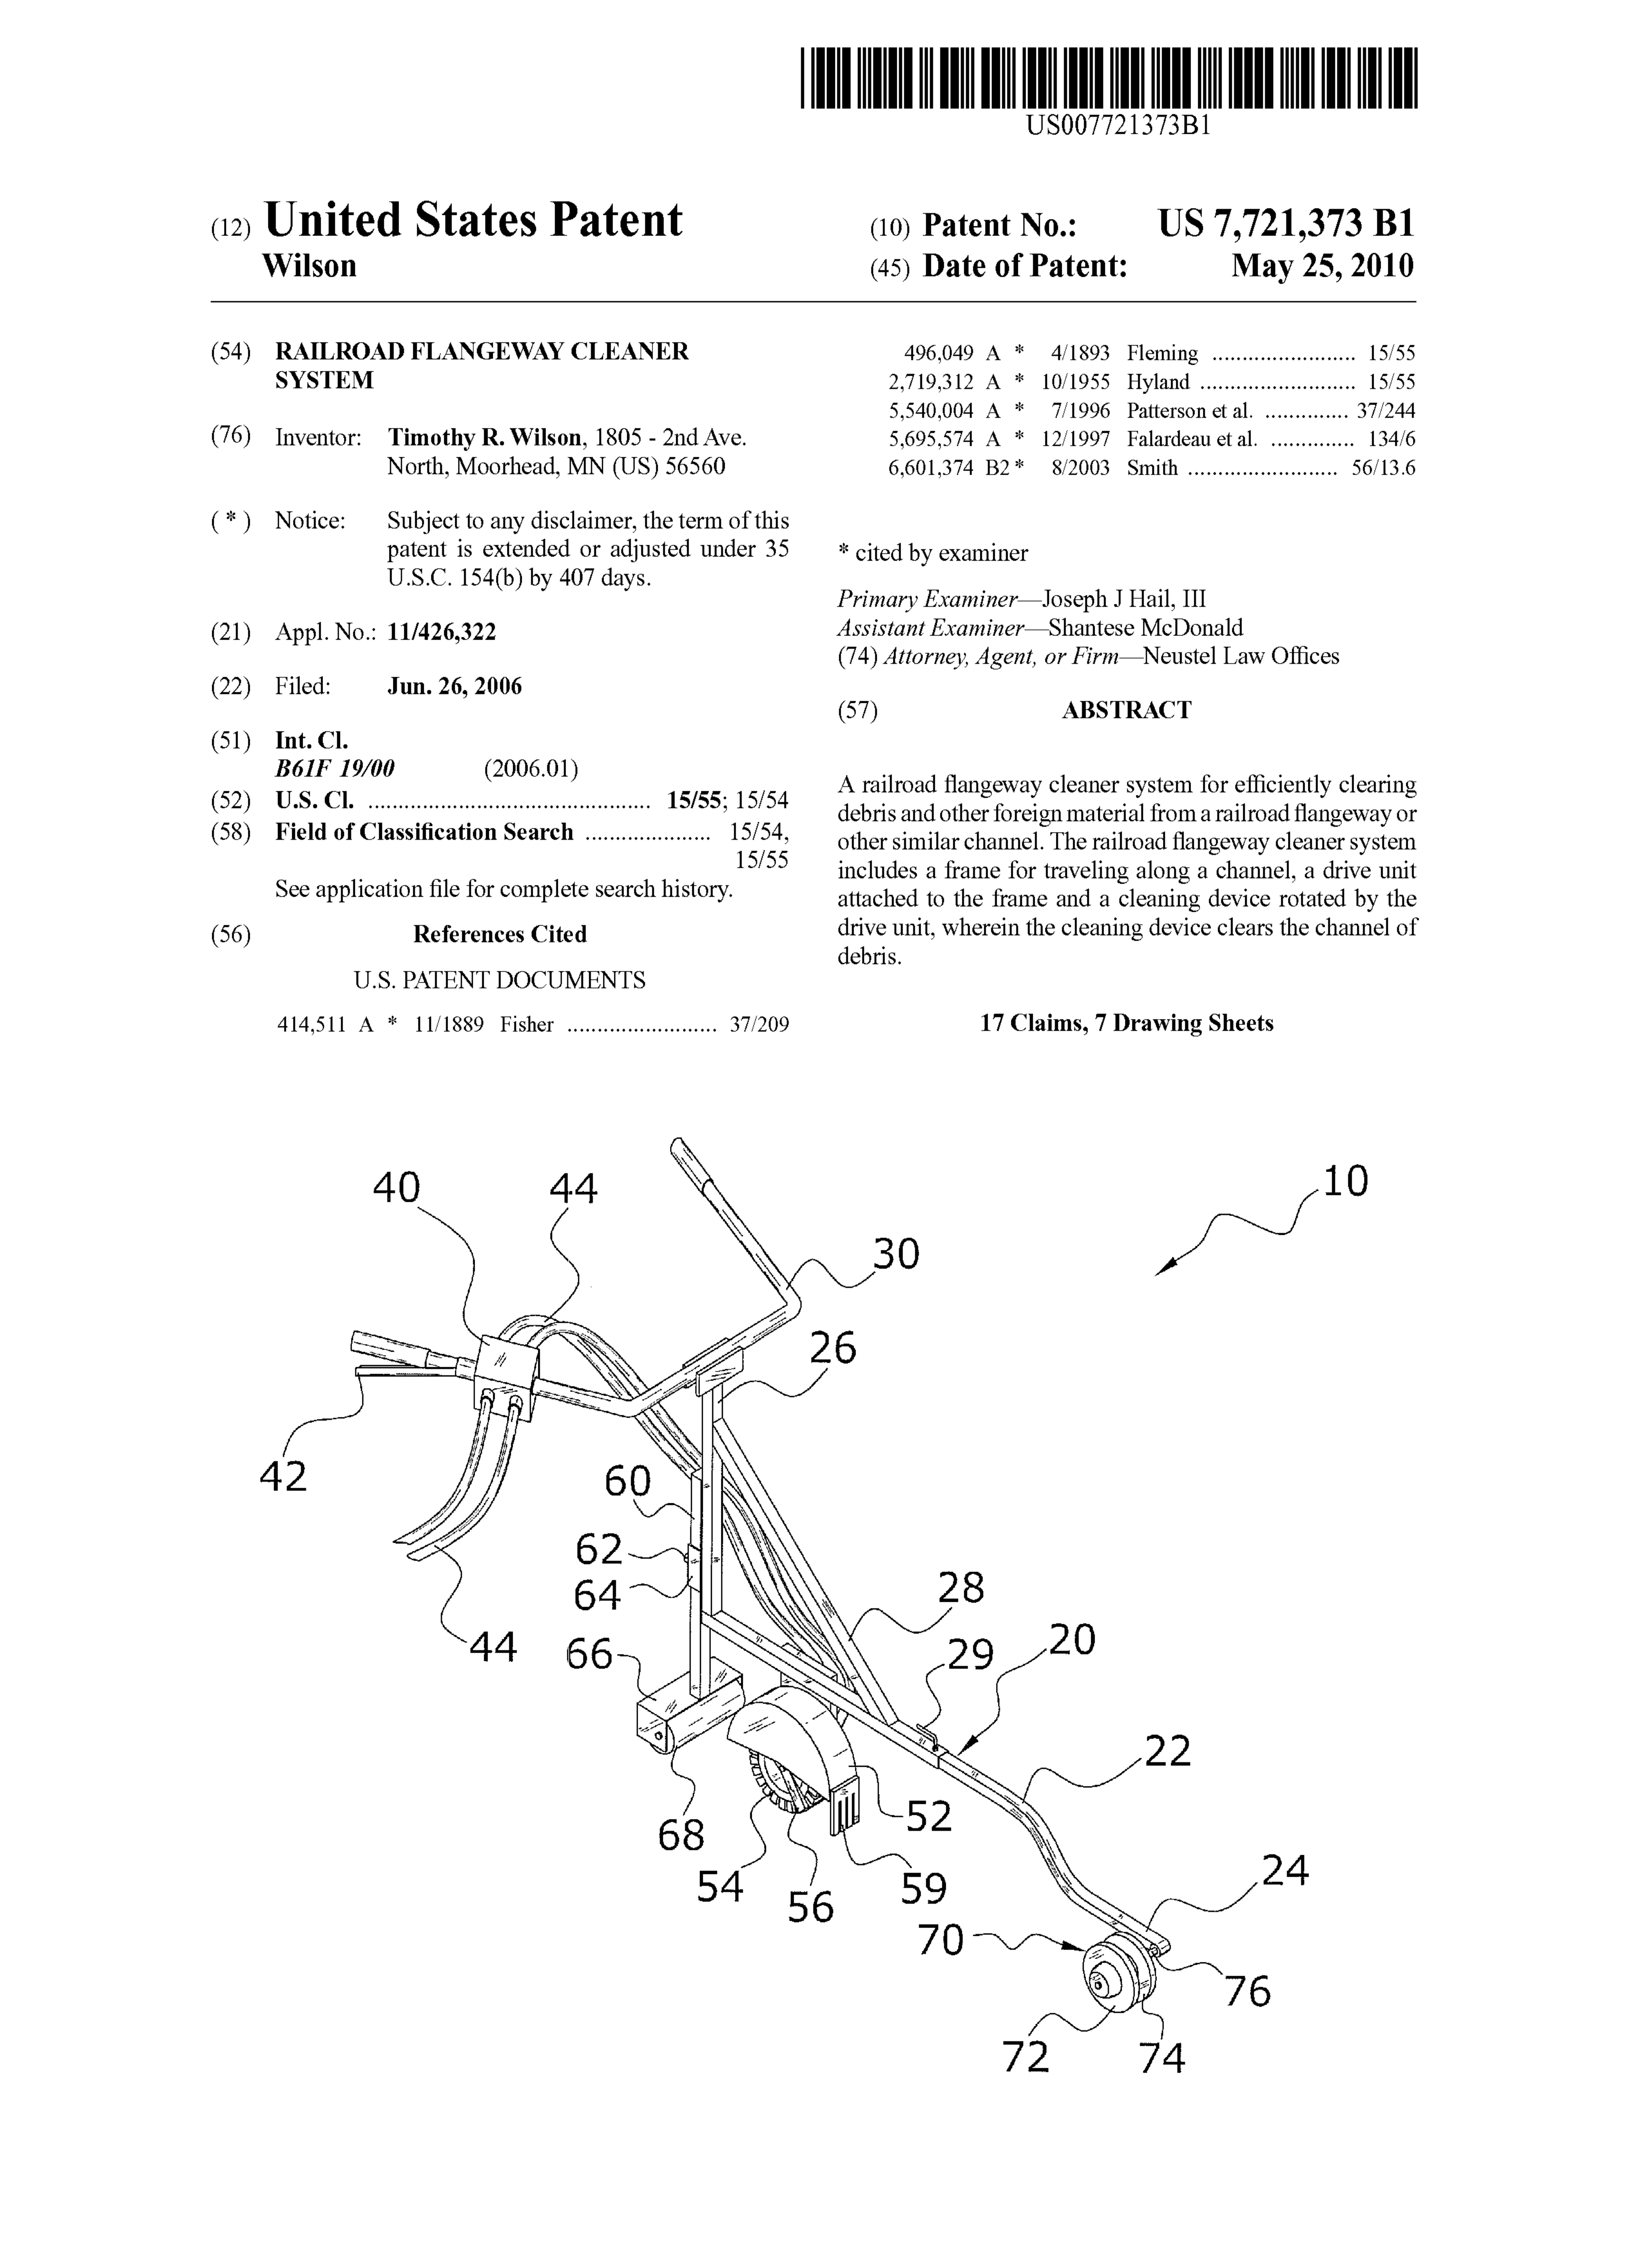 US007721373B1
(12) United States Patent
Wilson
(10) Patent No.: US 7,721,373 B1
(45) Date of Patent: May 25, 2010
(54) RAILROAD FLANGEWAY CLEANER
SYSTEM
(76) Inventor: Timothy R. Wilson, 1805 - 2nd Ave.
North, Moorhead, MN (US) 56560
( * ) Notice: Subject to any disclaimer, the term of this
patent is extended or adjusted under 35
U.S.C. 154(b) by 407 days.
(21) Appl. No.: 11/426,322
(22) Filed: Jun. 26, 2006
(51) Int. Cl.
B61F 19/00 (2006.01)
(52) U.S. Cl. ................................................ 15/55; 15/54
(58) Field of Classification Search ..................... 15/54,
15/55
See application file for complete search history.
(56) References Cited
U.S. PATENT DOCUMENTS
414,511 A * 11/1889 Fisher ......................... 37/209
496,049 A * 4/1893 Fleming ........................ 15/55
2,719,312 A * 10/1955 Hyland .......................... 15/55
5,540,004 A * 7/1996 Patterson et al. .............. 37/244
5,695,574 A * 12/1997 Falardeau et al. .............. 134/6
6,601,374 B2 * 8/2003 Smith ......................... 56/13.6
* cited by examiner
Primary Examiner—Joseph J Hail, III
Assistant Examiner—Shantese McDonald
(74) Attorney, Agent, or Firm—Neustel Law Offices
(57) ABSTRACT
A railroad flangeway cleaner system for efficiently clearing
debris and other foreign material from a railroad flangeway or
other similar channel. The railroad flangeway cleaner system
includes a frame for traveling along a channel, a drive unit
attached to the frame and a cleaning device rotated by the
drive unit, wherein the cleaning device clears the channel of
debris.
17 Claims, 7 Drawing Sheets
40
44
10
30
26
42
60
62
64
28
44
66
29
20
22
68
52
54
56
59
24
70
76
72
74